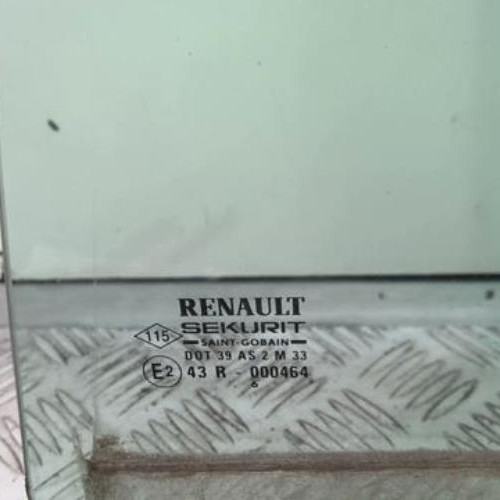 RENAULT
SEKURIT
115
SAINT-GOBAIN
DOT 39 AS 2 M 33
E2 43 R - 000464
6